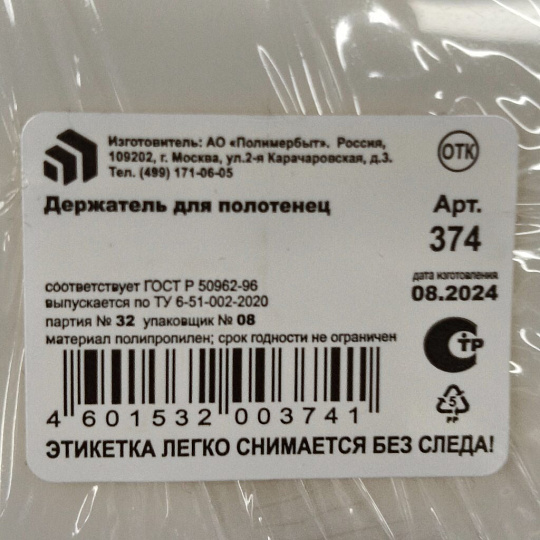 Изготовитель: АО «Полимербыт». Россия,
109202, г. Москва, ул.2-я Карачаровская, д.3.
Тел. (499) 171-06-05
ОТК
Держатель для полотенец
Арт.
374
соответствует ГОСТ Р 50962-96
выпускается по ТУ 6-51-002-2020
дата изготовления
08.2024
партия № 32 упаковщик № 08
материал полипропилен; срок годности не ограничен
СТР
4 601532 003741
5
PP
ЭТИКЕТКА ЛЕГКО СНИМАЕТСЯ БЕЗ СЛЕДА!